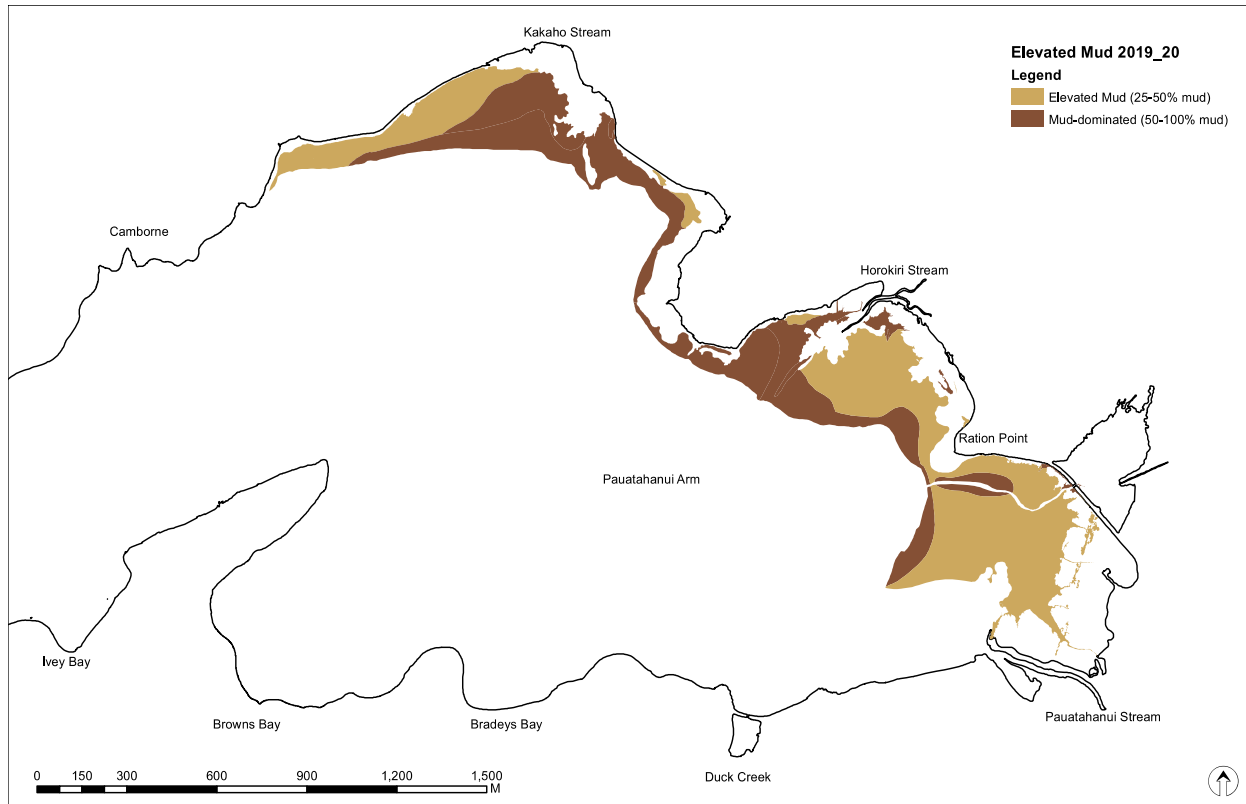 Kakaho Stream
Elevated Mud 2019_20
Legend
Elevated Mud (25-50% mud)
Mud-dominated (50-100% mud)
Camborne
Horokiri Stream
Ration Point
Pauatahanui Arm
Ivey Bay
Browns Bay
Bradeys Bay
Pauatahanui Stream
Duck Creek
0 150 300 600 900 1,200 1,500
M